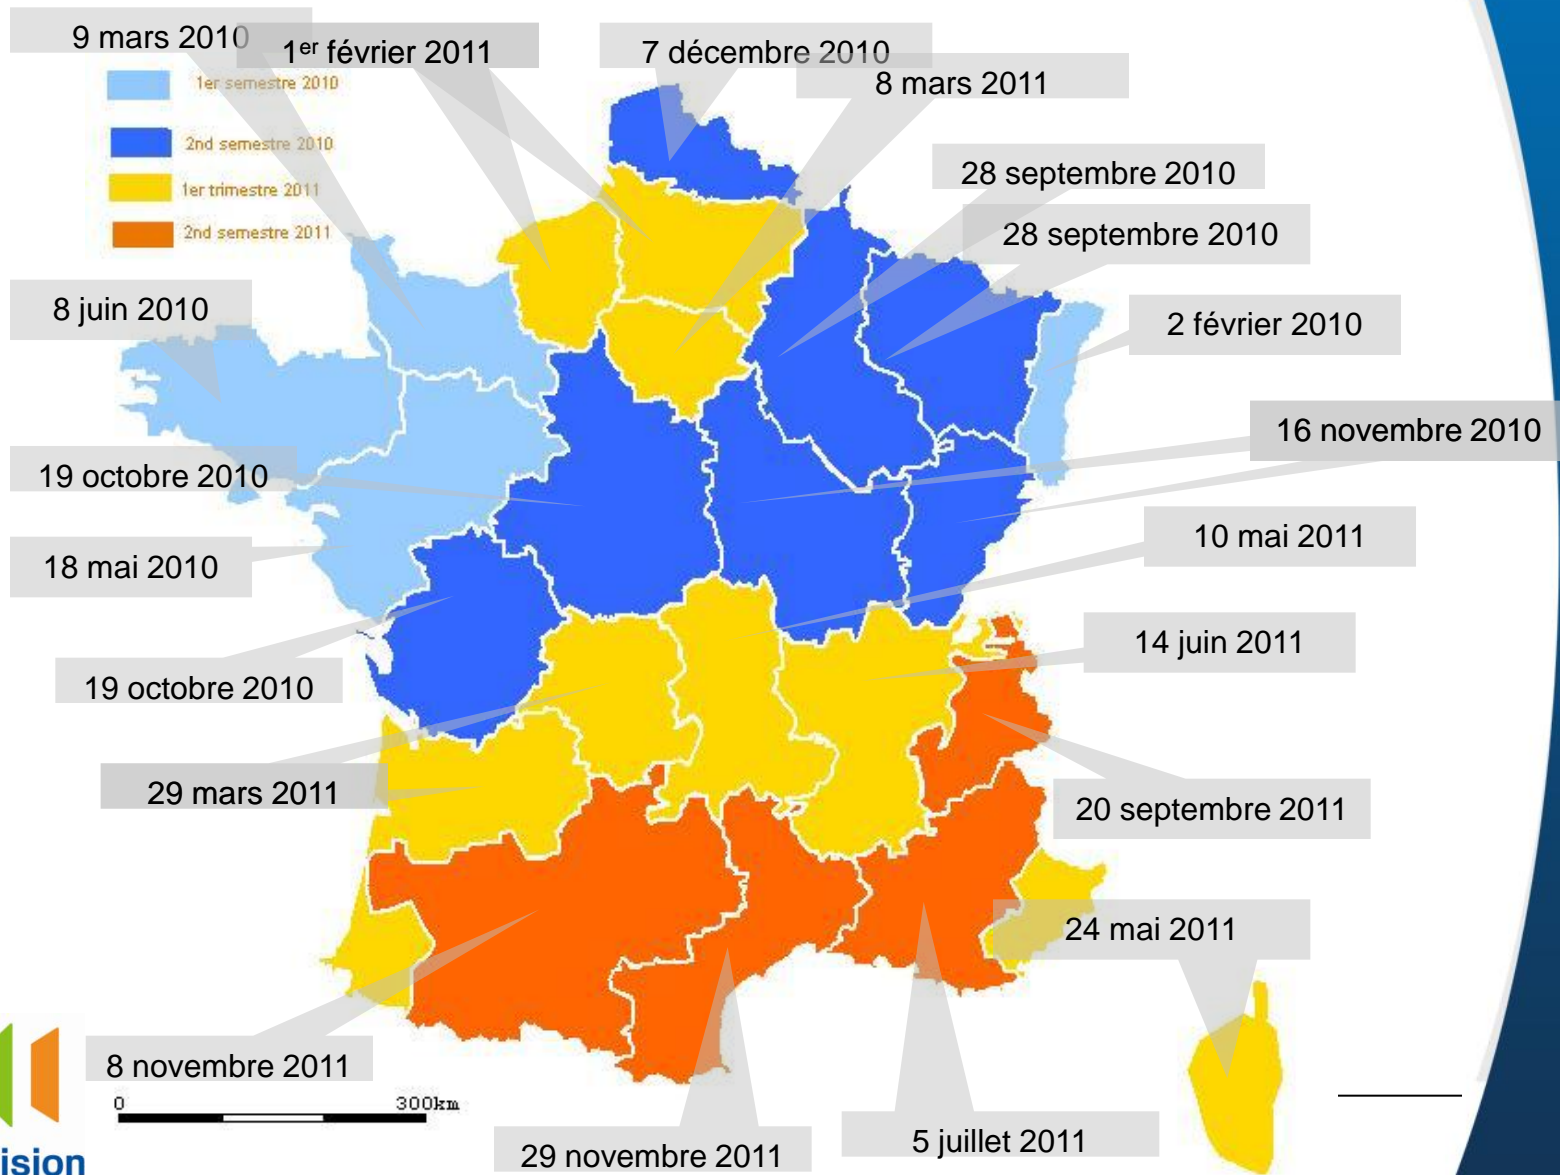 9 mars 2010
1er février 2011
7 décembre 2010
8 mars 2011
1er semestre 2010
2nd semestre 2010
1er trimestre 2011
2nd semestre 2011
28 septembre 2010
28 septembre 2010
8 juin 2010
2 février 2010
16 novembre 2010
19 octobre 2010
10 mai 2011
18 mai 2010
14 juin 2011
19 octobre 2010
29 mars 2011
20 septembre 2011
24 mai 2011
8 novembre 2011
0 300km
29 novembre 2011
5 juillet 2011
ision